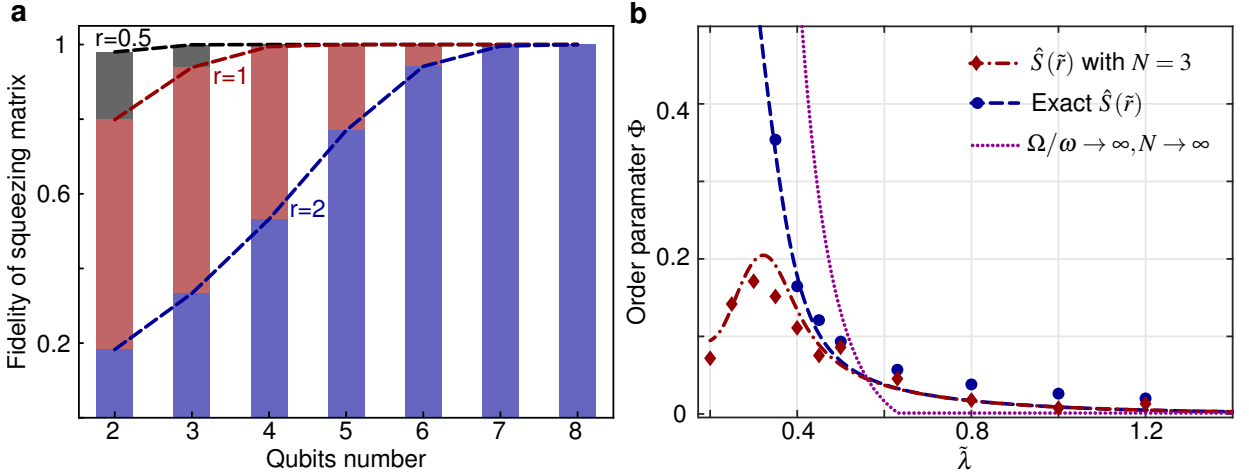 a
Fidelity of squeezing matrix
1
0.6
0.2
r=0.5
r=1
r=2
2 3 4 5 6 7 8
Qubits number
b
Order paramater Φ
0.4
0.2
0
Ŝ(r̃) with N = 3
Exact Ŝ(r̃)
Ω/ω → ∞, N → ∞
0.4 0.8 1.2
λ̃